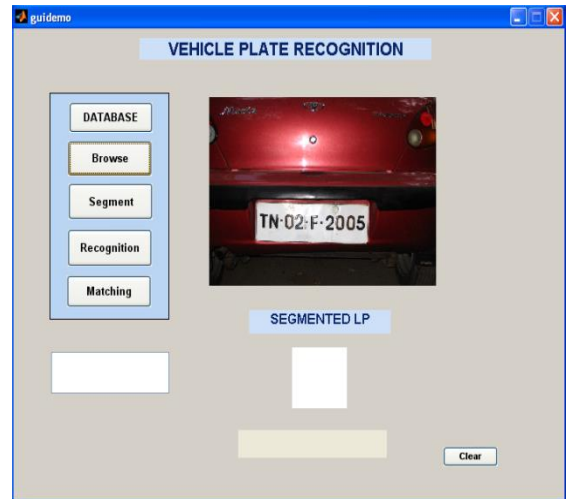 guidemo
VEHICLE PLATE RECOGNITION
DATABASE
Browse
Segment
Recognition
Matching
TN·02·F·2005
SEGMENTED LP
Clear